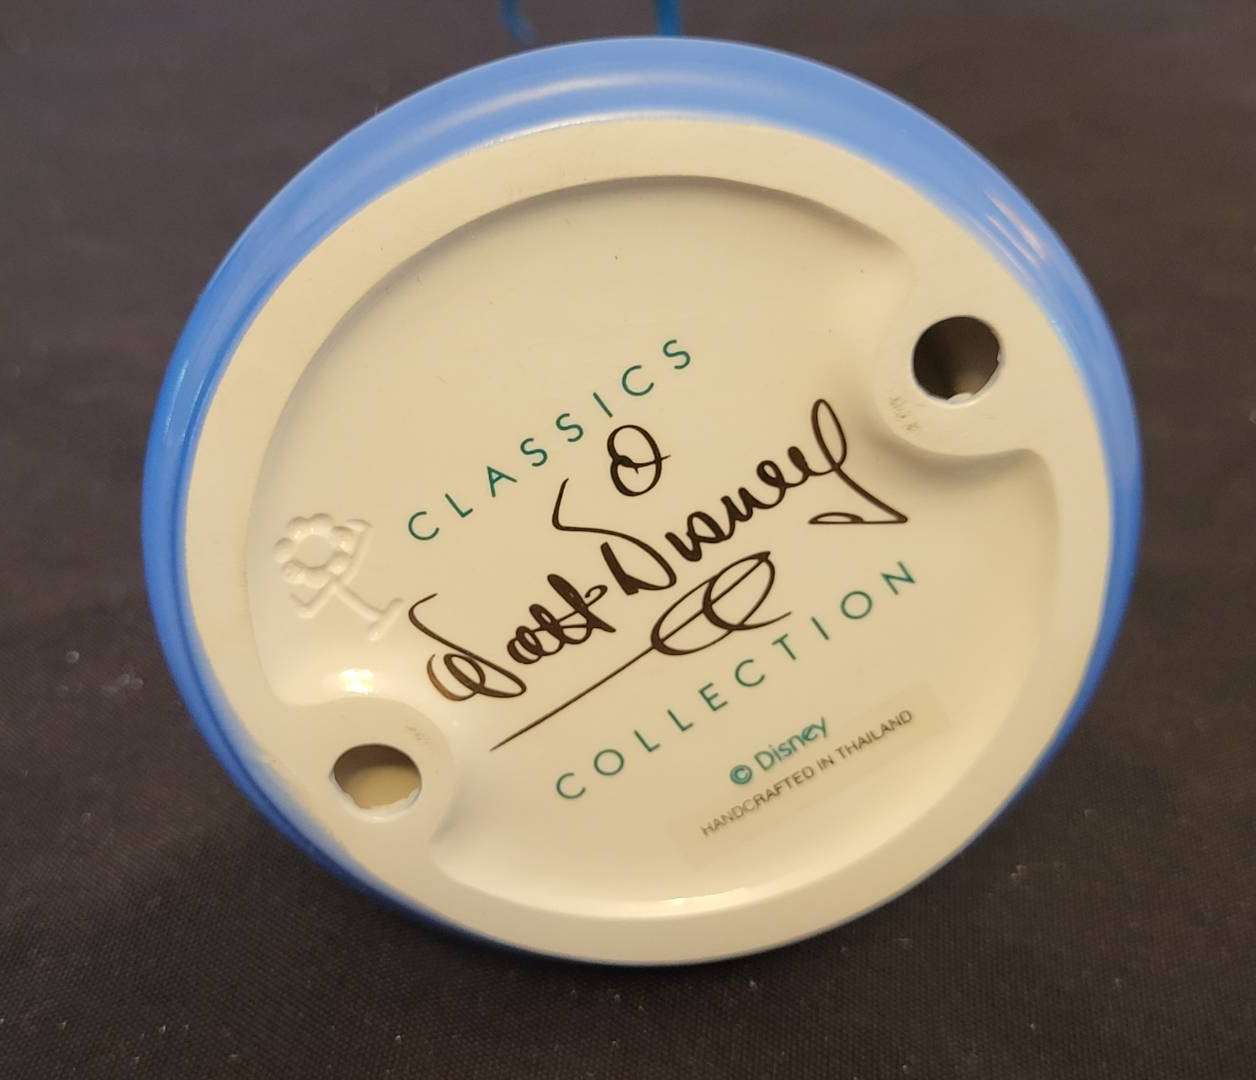 CLASSICS
Walt Disney
COLLECTION
© Disney
HANDCRAFTED IN THAILAND